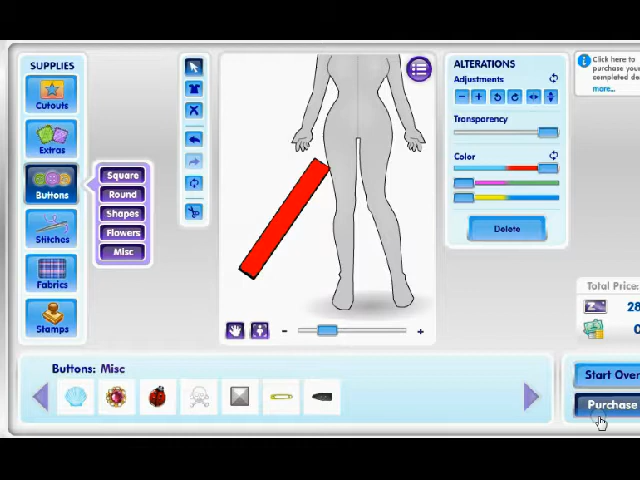 SUPPLIES
Cutouts
Extras
Buttons
Stitches
Fabrics
Stamps
Square
Round
Shapes
Flowers
Misc
ALTERATIONS
Adjustments
Transparency
Color
Delete
Click here to
purchase your
completed
more...
Total Price:
Z 28
0
Buttons: Misc
Start Over
Purchase